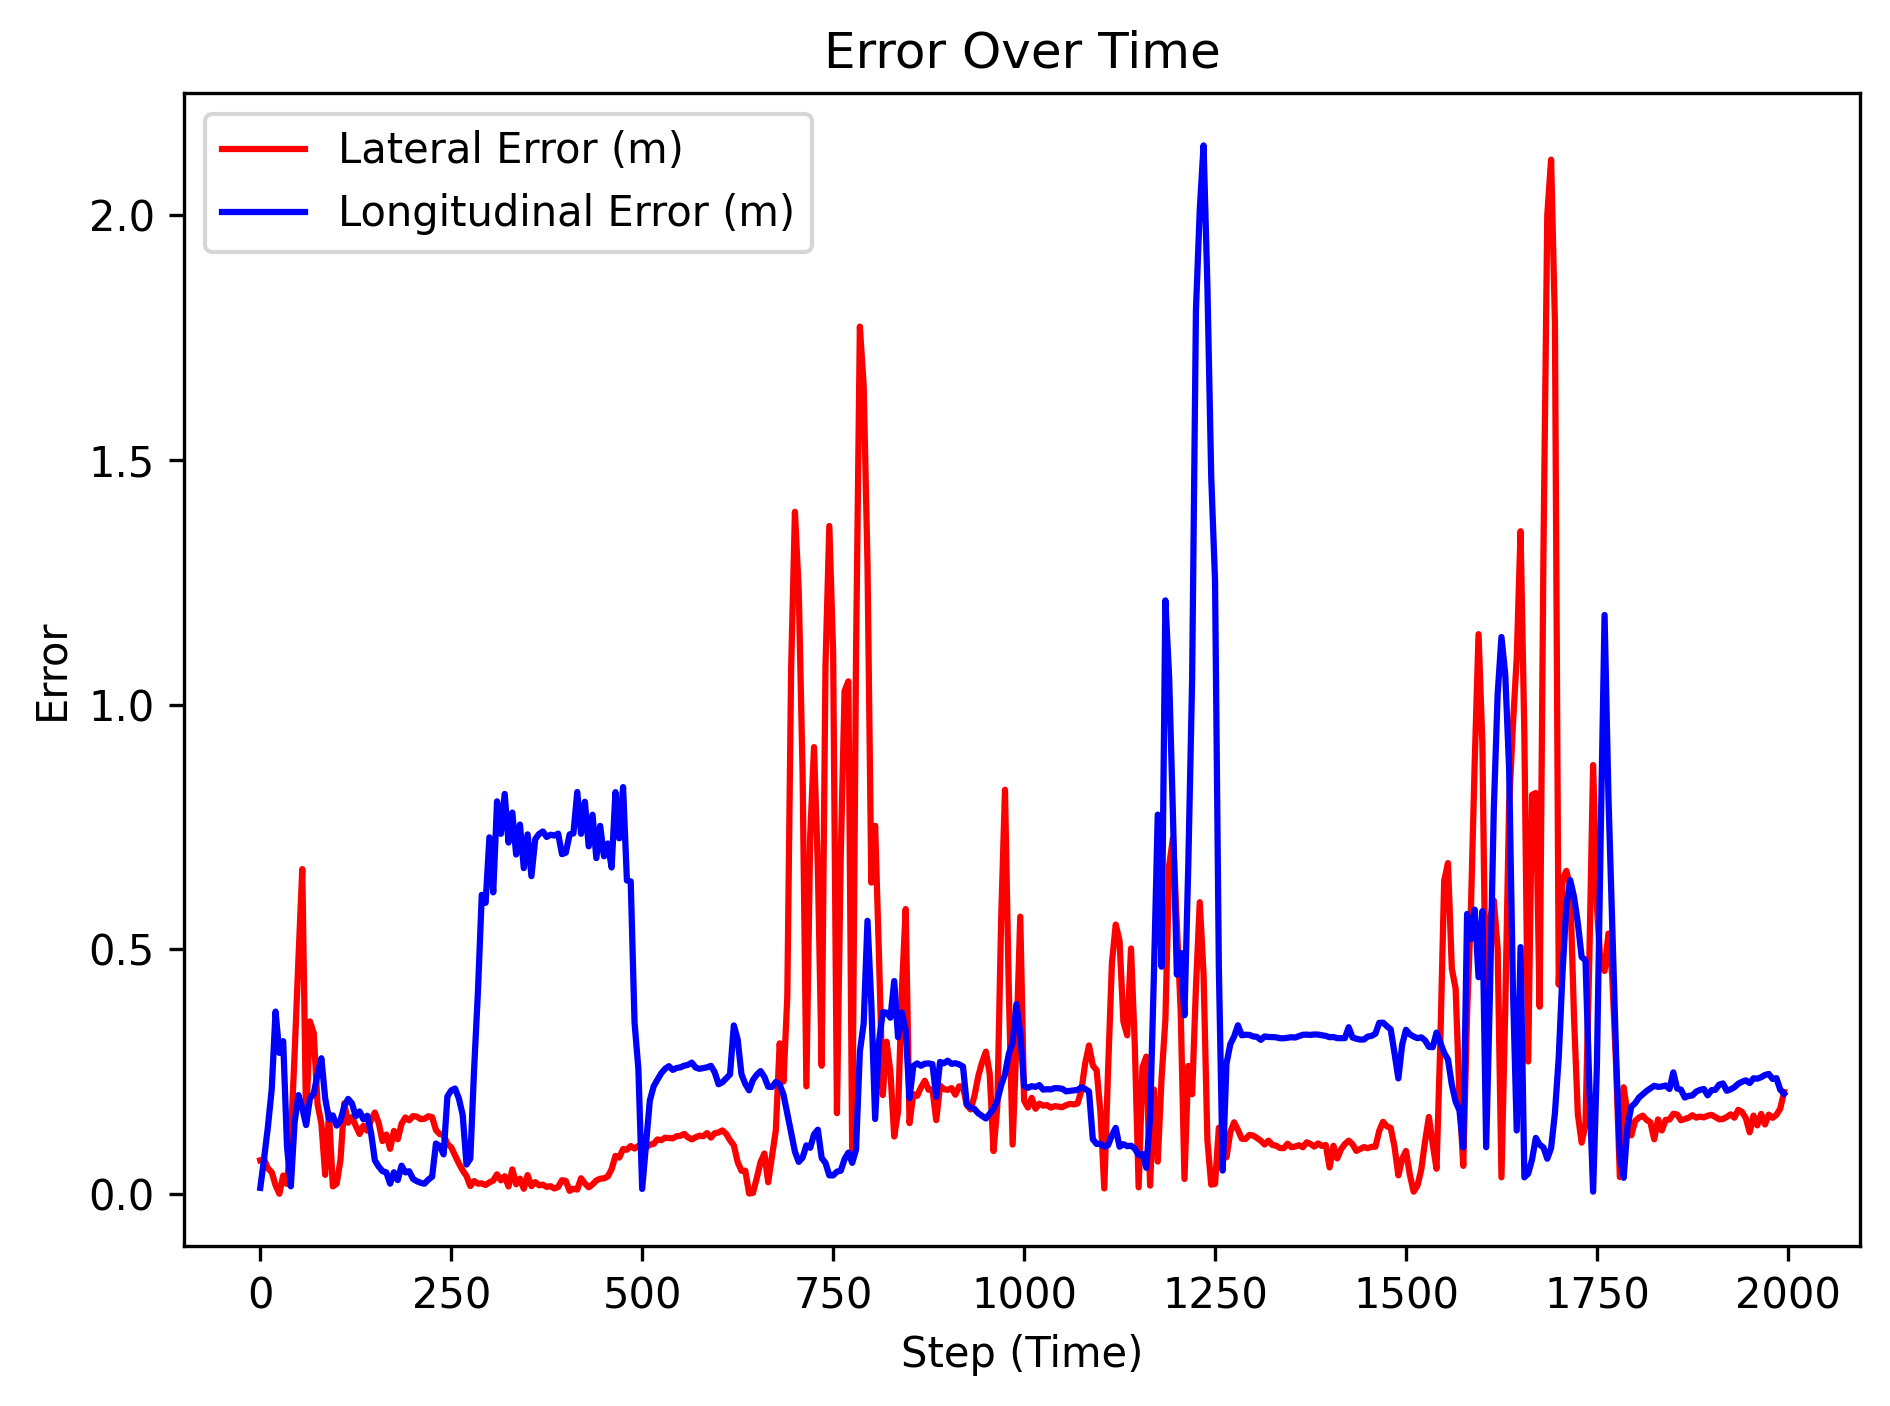 Error Over Time
Lateral Error (m)
Longitudinal Error (m)
Error
2.0
1.5
1.0
0.5
0.0
0 250 500 750 1000 1250 1500 1750 2000
Step (Time)